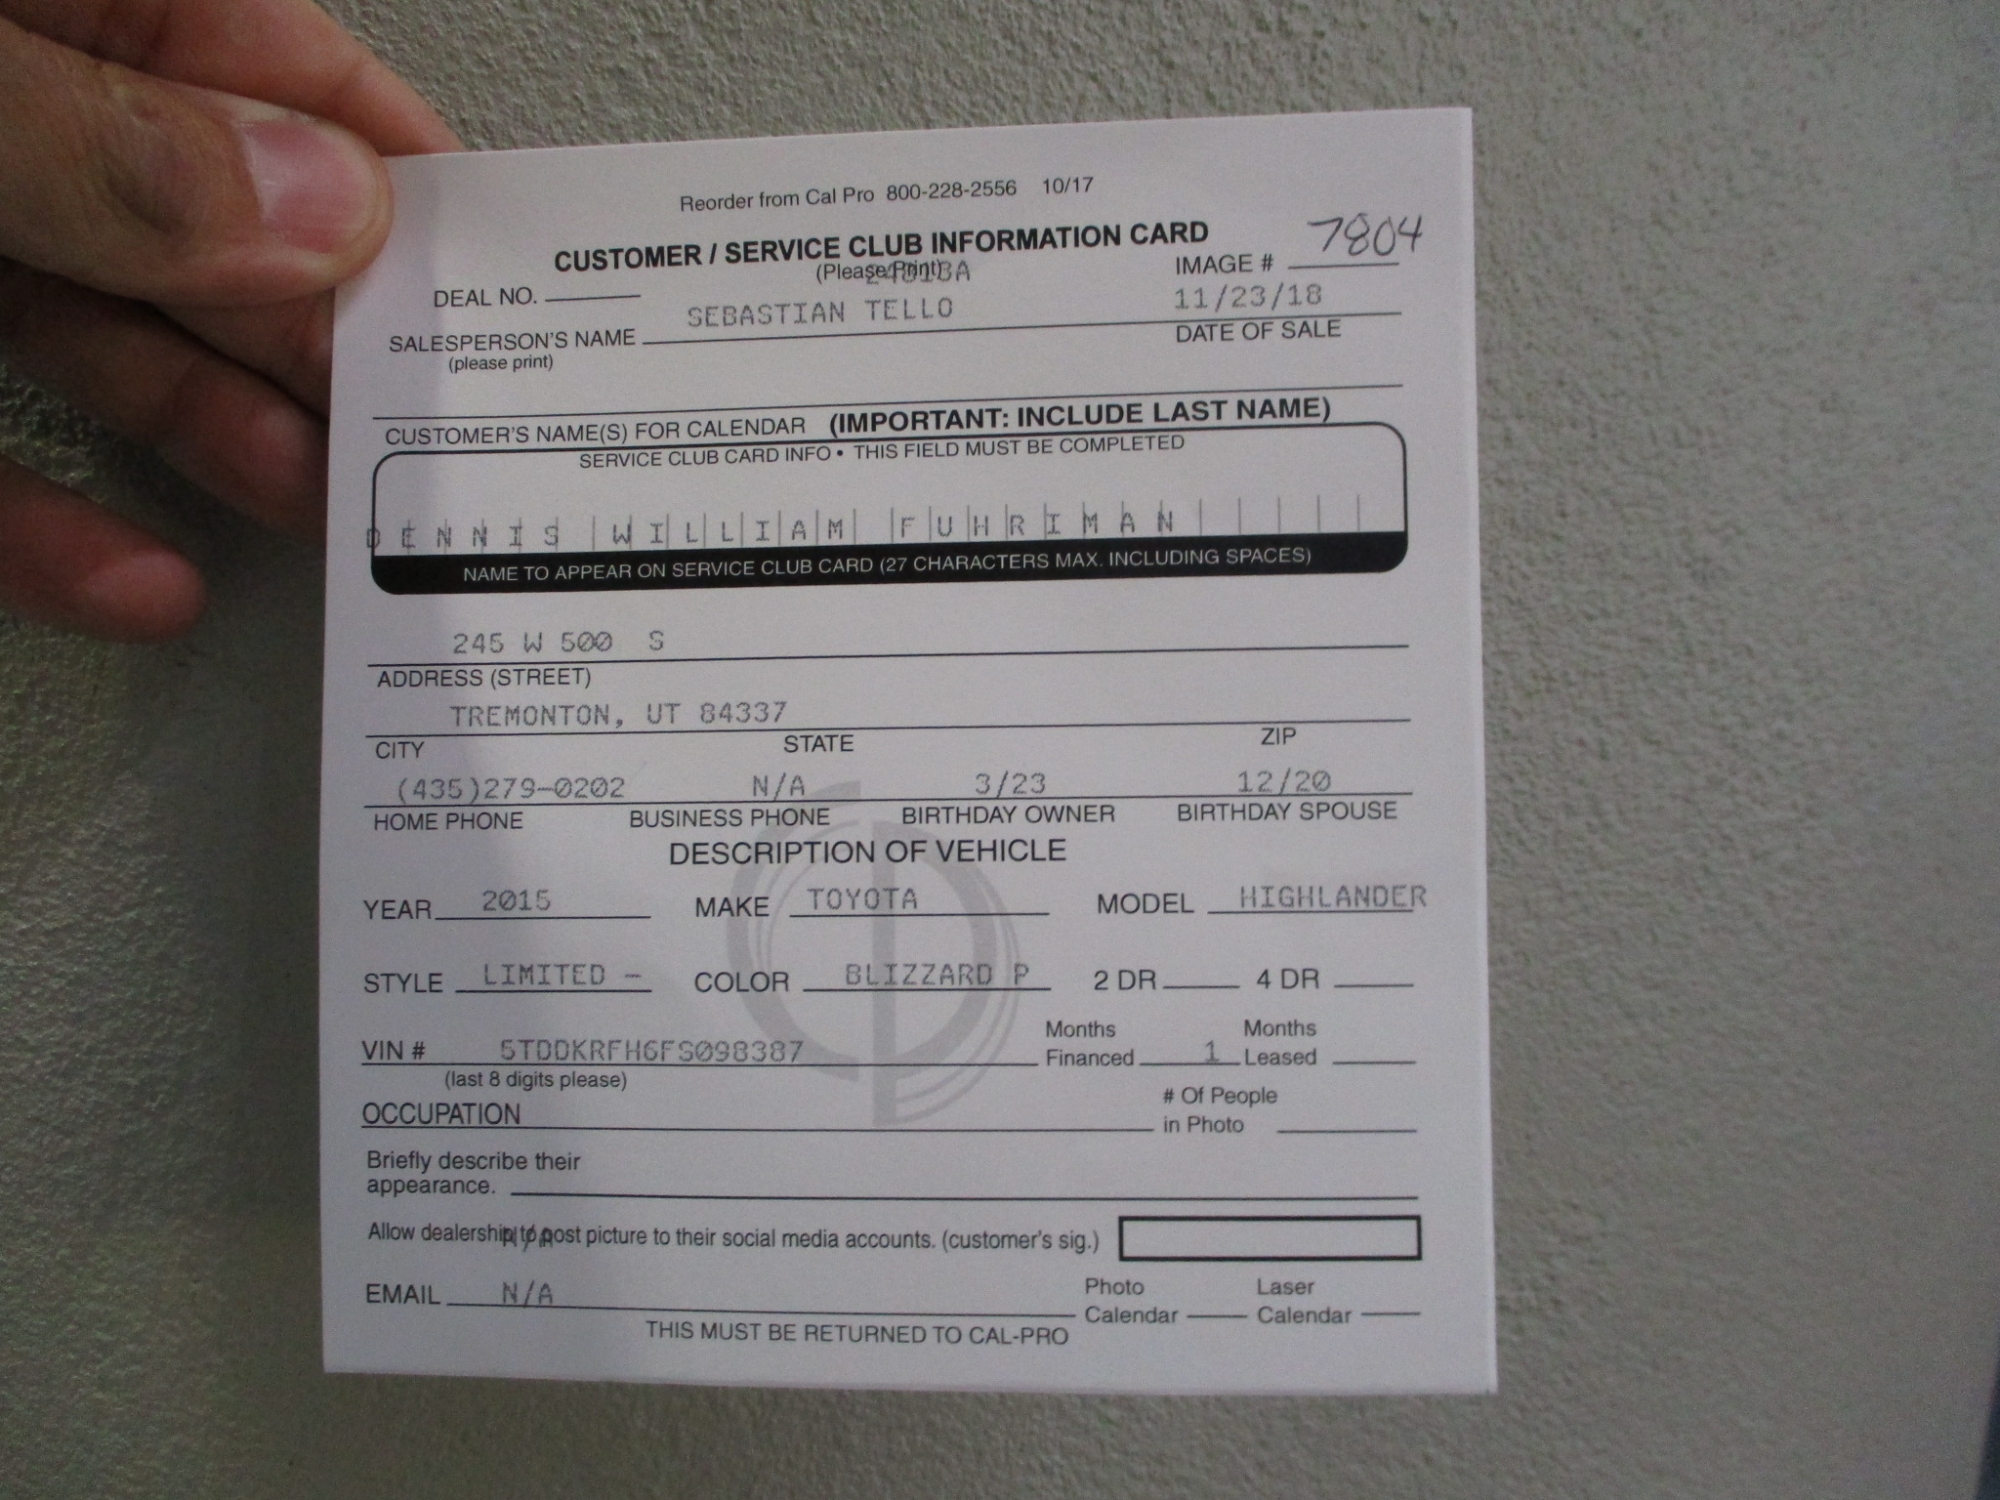 Reorder from Cal Pro 800-228-2556 10/17
CUSTOMER / SERVICE CLUB INFORMATION CARD
7804
(Please Print)
IMAGE #
DEAL NO.
SEBASTIAN TELLO
11/23/18
SALESPERSON'S NAME
DATE OF SALE
(please print)
CUSTOMER'S NAME(S) FOR CALENDAR (IMPORTANT: INCLUDE LAST NAME)
SERVICE CLUB CARD INFO • THIS FIELD MUST BE COMPLETED
DENNIS WILLIAM FUHRIMAN
NAME TO APPEAR ON SERVICE CLUB CARD (27 CHARACTERS MAX. INCLUDING SPACES)
245 W 500 S
ADDRESS (STREET)
TREMONTON, UT 84337
CITY STATE ZIP
(435)279-0202 N/A 3/23 12/20
HOME PHONE BUSINESS PHONE BIRTHDAY OWNER BIRTHDAY SPOUSE
DESCRIPTION OF VEHICLE
YEAR 2015 MAKE TOYOTA MODEL HIGHLANDER
STYLE LIMITED - COLOR BLIZZARD P 2 DR 4 DR
Months Months
VIN # 5TDDKRFH6FS098387 Financed 1 Leased
(last 8 digits please)
# Of People
OCCUPATION in Photo
Briefly describe their
appearance.
Allow dealership to post picture to their social media accounts. (customer's sig.)
N/A
Photo Laser
EMAIL N/A Calendar Calendar
THIS MUST BE RETURNED TO CAL-PRO